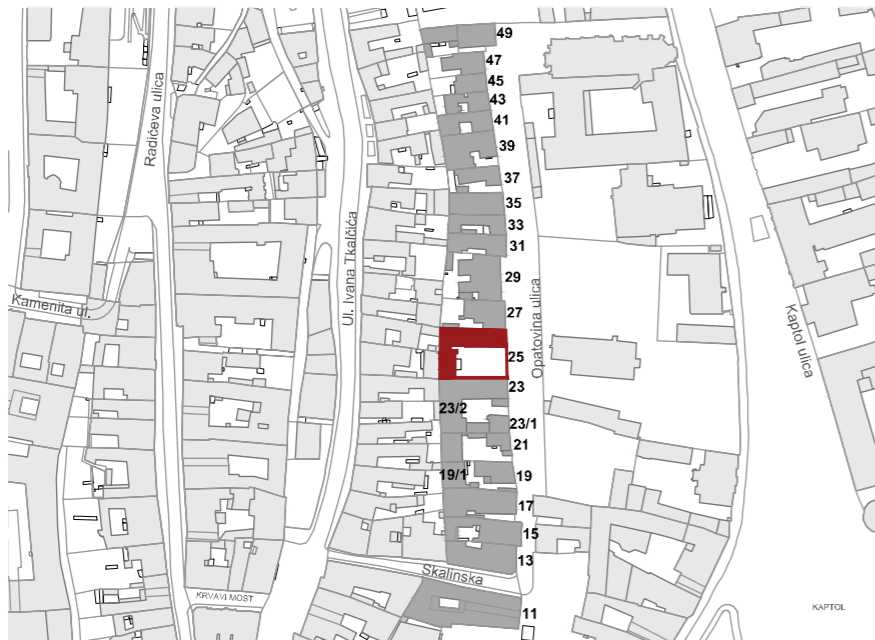 49
47
45
43
41
39
37
35
33
31
29
27
25
23
23/2
23/1
21
19/1
19
17
15
13
11
Radićeva ulica
Ul. Ivana Tkalčića
Opatovina ulica
Kaptol ulica
Kamenita ul.
Skalinska
KRVAVI MOST
KAPTOL